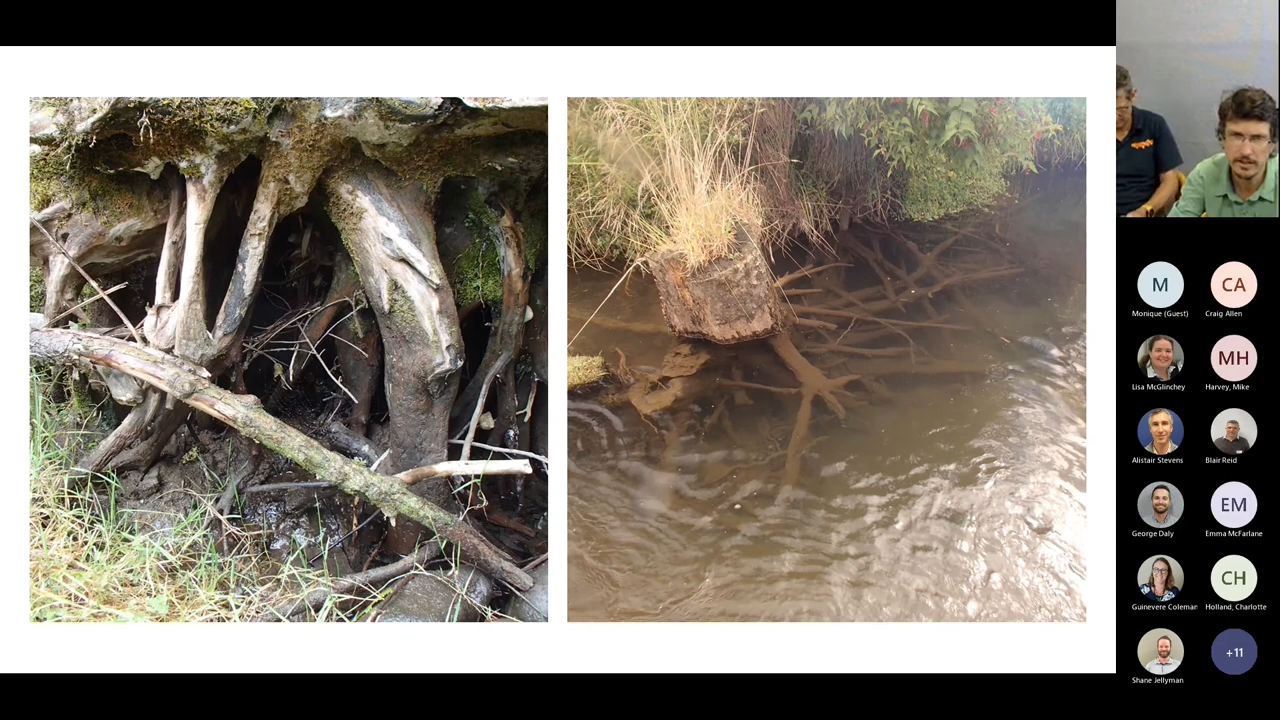 M
CA
Monique (Guest)
Craig Allen
MH
Lisa McGlinchey
Harvey, Mike
Alistair Stevens
Blair Reid
EM
George Daly
Emma McFarlane
CH
Guinevere Coleman
Holland, Charlotte
+11
Shane Jellyman